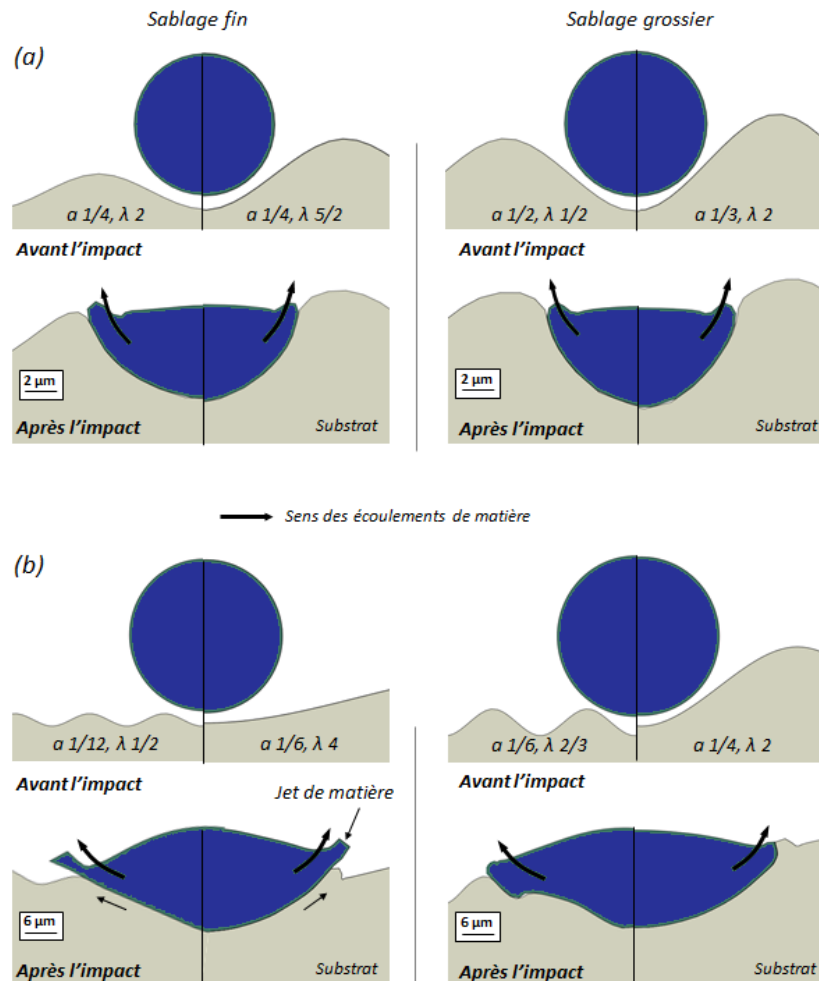 Sablage fin
Sablage grossier
(a)
a 1/4, λ 2
a 1/4, λ 5/2
a 1/2, λ 1/2
a 1/3, λ 2
Avant l’impact
Avant l’impact
2 µm
2 µm
Après l’impact
Substrat
Après l’impact
Substrat
Sens des écoulements de matière
(b)
a 1/12, λ 1/2
a 1/6, λ 4
a 1/6, λ 2/3
a 1/4, λ 2
Avant l’impact
Avant l’impact
Jet de matière
6 µm
6 µm
Après l’impact
Substrat
Après l’impact
Substrat